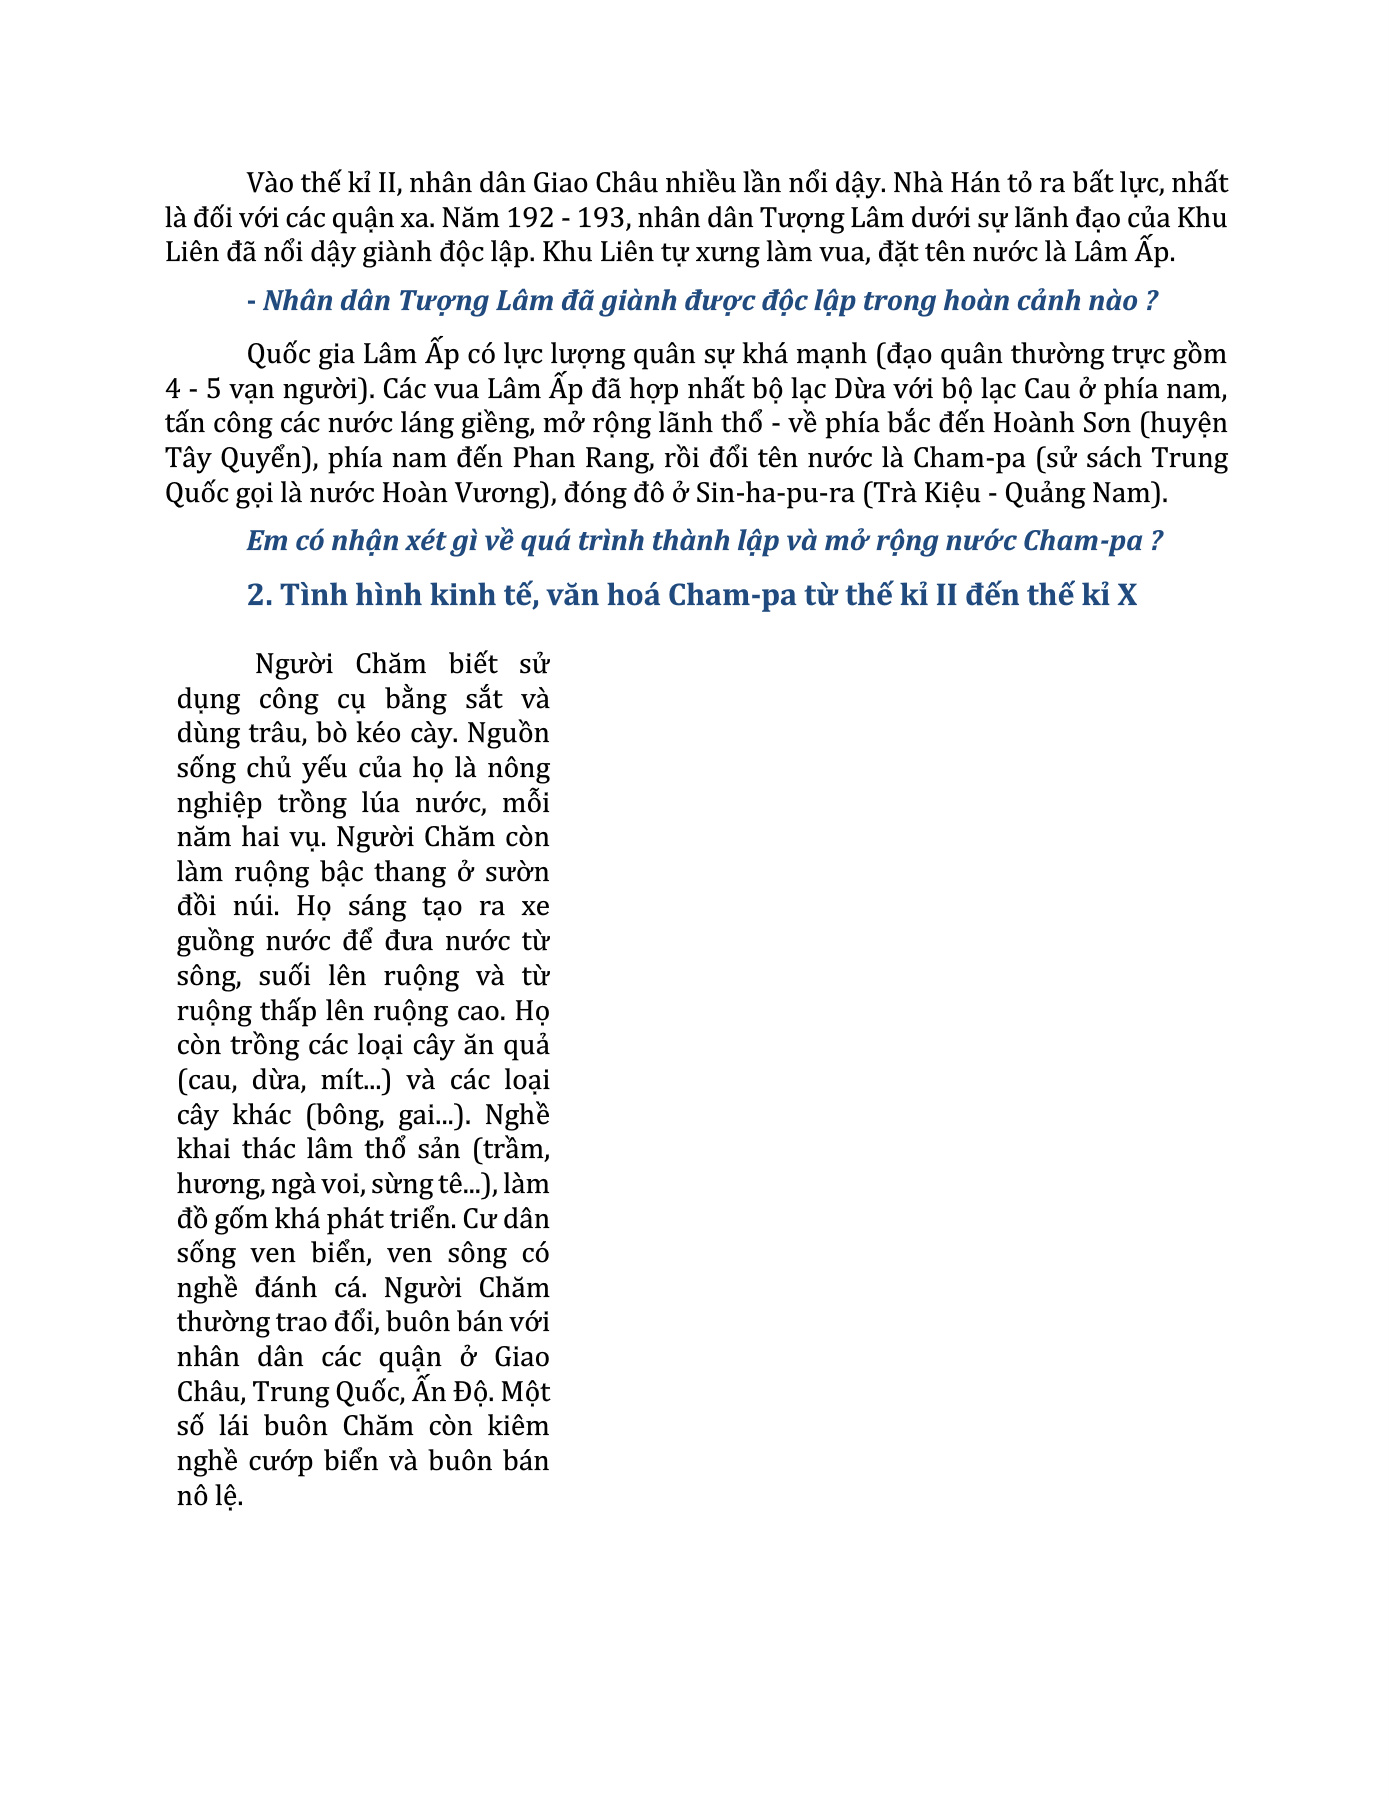 Vào thế kỉ II, nhân dân Giao Châu nhiều lần nổi dậy. Nhà Hán tỏ ra bất lực, nhất
là đối với các quận xa. Năm 192 - 193, nhân dân Tượng Lâm dưới sự lãnh đạo của Khu
Liên đã nổi dậy giành độc lập. Khu Liên tự xưng làm vua, đặt tên nước là Lâm Ấp.
- Nhân dân Tượng Lâm đã giành được độc lập trong hoàn cảnh nào ?
Quốc gia Lâm Ấp có lực lượng quân sự khá mạnh (đạo quân thường trực gồm
4 - 5 vạn người). Các vua Lâm Ấp đã hợp nhất bộ lạc Dừa với bộ lạc Cau ở phía nam,
tấn công các nước láng giềng, mở rộng lãnh thổ - về phía bắc đến Hoành Sơn (huyện
Tây Quyển), phía nam đến Phan Rang, rồi đổi tên nước là Cham-pa (sử sách Trung
Quốc gọi là nước Hoàn Vương), đóng đô ở Sin-ha-pu-ra (Trà Kiệu - Quảng Nam).
Em có nhận xét gì về quá trình thành lập và mở rộng nước Cham-pa ?
2. Tình hình kinh tế, văn hoá Cham-pa từ thế kỉ II đến thế kỉ X
Người Chăm biết sử
dụng công cụ bằng sắt và
dùng trâu, bò kéo cày. Nguồn
sống chủ yếu của họ là nông
nghiệp trồng lúa nước, mỗi
năm hai vụ. Người Chăm còn
làm ruộng bậc thang ở sườn
đồi núi. Họ sáng tạo ra xe
guồng nước để đưa nước từ
sông, suối lên ruộng và từ
ruộng thấp lên ruộng cao. Họ
còn trồng các loại cây ăn quả
(cau, dừa, mít...) và các loại
cây khác (bông, gai...). Nghề
khai thác lâm thổ sản (trầm,
hương, ngà voi, sừng tê...), làm
đồ gốm khá phát triển. Cư dân
sống ven biển, ven sông có
nghề đánh cá. Người Chăm
thường trao đổi, buôn bán với
nhân dân các quận ở Giao
Châu, Trung Quốc, Ấn Độ. Một
số lái buôn Chăm còn kiêm
nghề cướp biển và buôn bán
nô lệ.